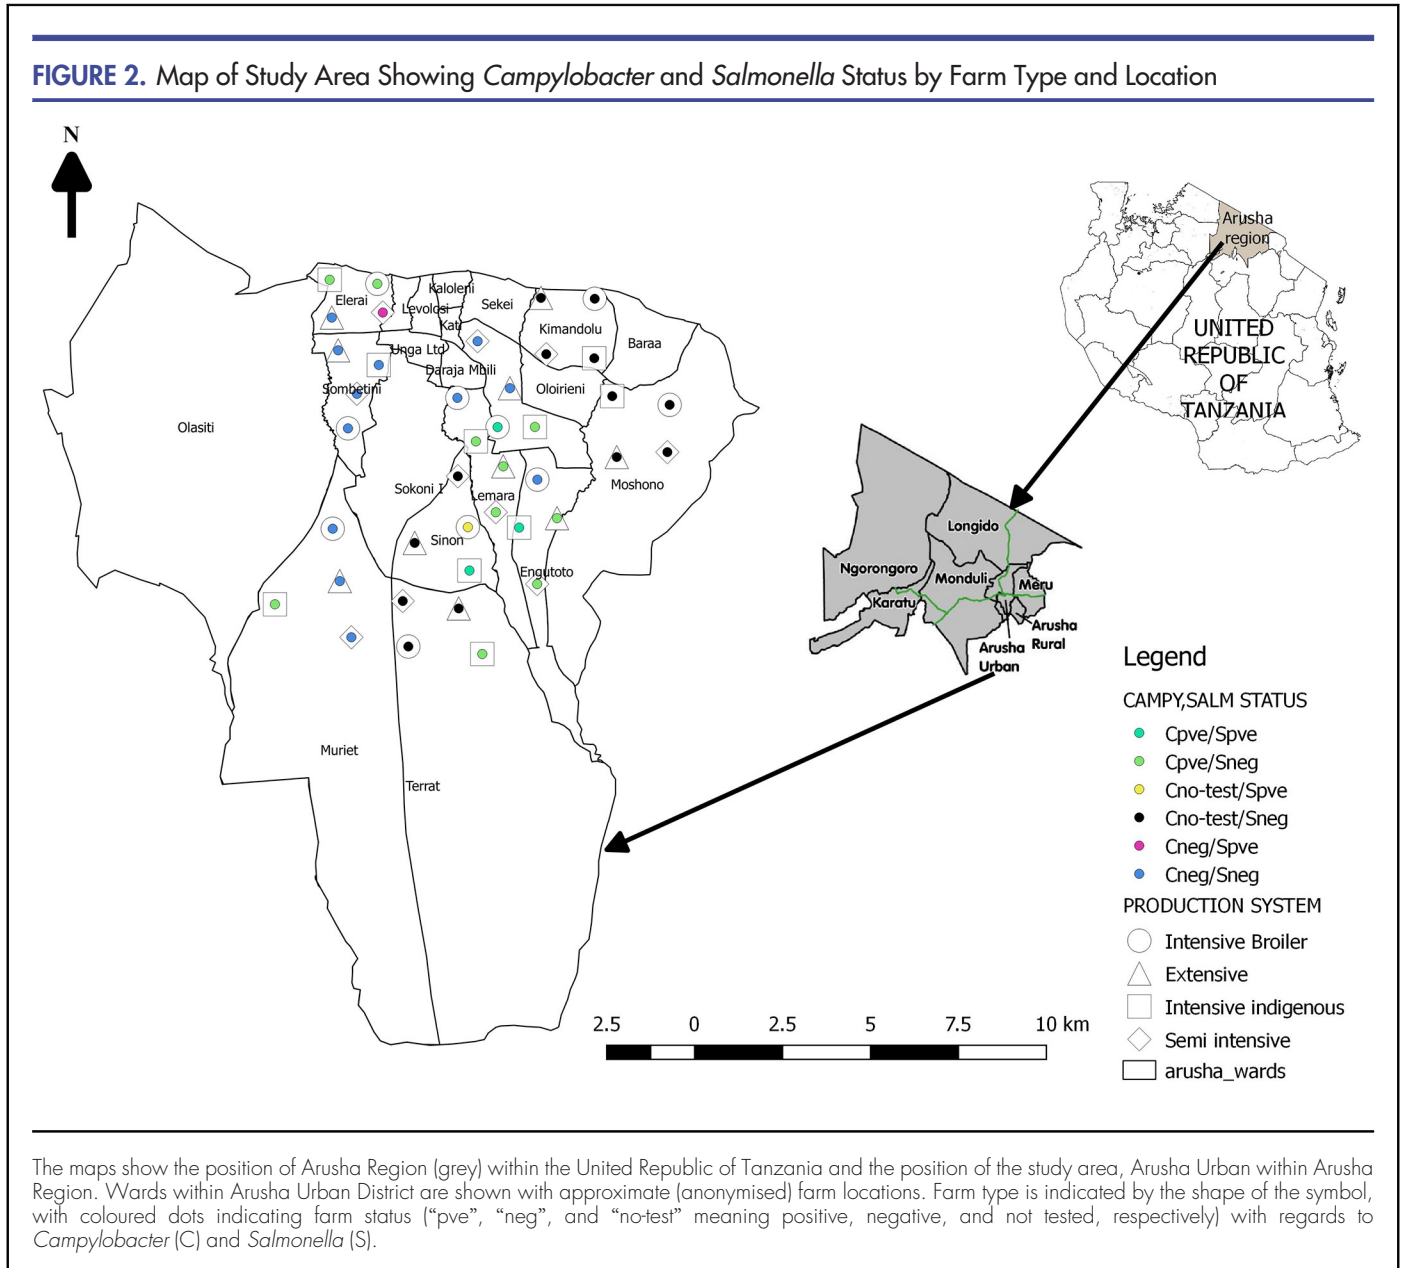 FIGURE 2. Map of Study Area Showing Campylobacter and Salmonella Status by Farm Type and Location
N
Arusha
region
UNITED
REPUBLIC
OF
TANZANIA
Elerai
Kaloleni
Levolosi
Sekei
Kati
Kimandolu
Baraa
Unga Ltd
Daraja Mbili
Sombetini
Oloirieni
Olasiti
Sokoni I
Lemara
Moshono
Sinon
Engutoto
Muriet
Terrat
Longido
Ngorongoro
Monduli
Meru
Karatu
Arusha
Rural
Arusha
Urban
Legend
CAMPY,SALM STATUS
Cpve/Spve
Cpve/Sneg
Cno-test/Spve
Cno-test/Sneg
Cneg/Spve
Cneg/Sneg
PRODUCTION SYSTEM
Intensive Broiler
Extensive
Intensive indigenous
Semi intensive
arusha_wards
2.5 0 2.5 5 7.5 10 km
The maps show the position of Arusha Region (grey) within the United Republic of Tanzania and the position of the study area, Arusha Urban within Arusha
Region. Wards within Arusha Urban District are shown with approximate (anonymised) farm locations. Farm type is indicated by the shape of the symbol,
with coloured dots indicating farm status (“pve”, “neg”, and “no-test” meaning positive, negative, and not tested, respectively) with regards to
Campylobacter (C) and Salmonella (S).